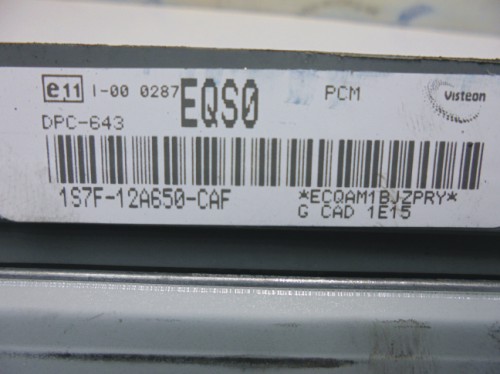 e11 I-00 0287 EQS0 PCM Visteon
DPC-643
1S7F-12A650-CAF *ECQAM1BJZPRY*
G CAD 1E15